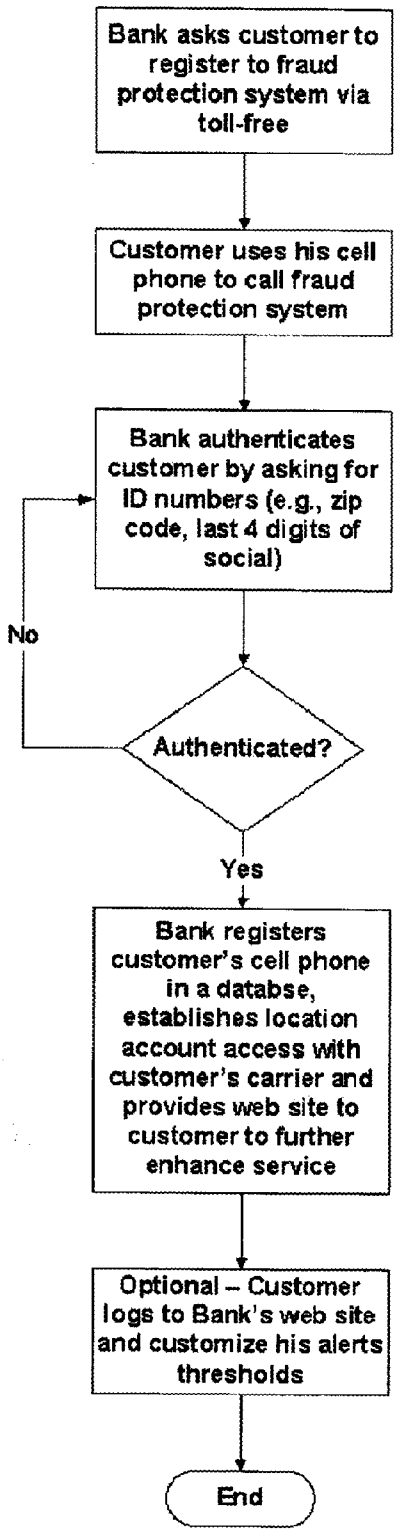 Bank asks customer to
register to fraud
protection system via
toll-free
Customer uses his cell
phone to call fraud
protection system
Bank authenticates
customer by asking for
ID numbers (e.g., zip
code, last 4 digits of
social)
No
Authenticated?
Yes
Bank registers
customer's cell phone
in a databse,
establishes location
account access with
customer's carrier and
provides web site to
customer to further
enhance service
Optional – Customer
logs to Bank's web site
and customize his alerts
thresholds
End